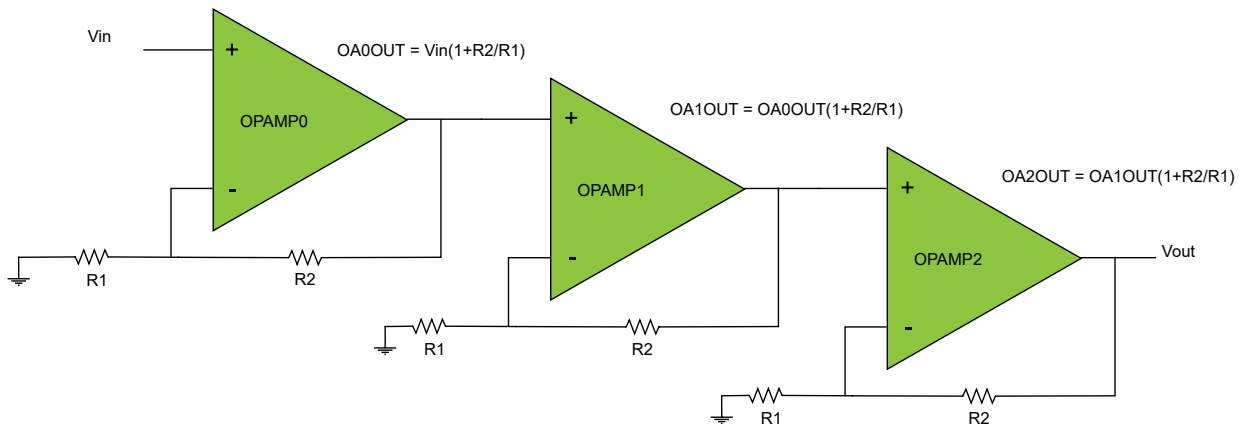 Vin
+
OA0OUT = Vin(1+R2/R1)
OPAMP0
-
R1
R2
+
OA1OUT = OA0OUT(1+R2/R1)
OPAMP1
-
R1
R2
+
OA2OUT = OA1OUT(1+R2/R1)
OPAMP2
Vout
-
R1
R2